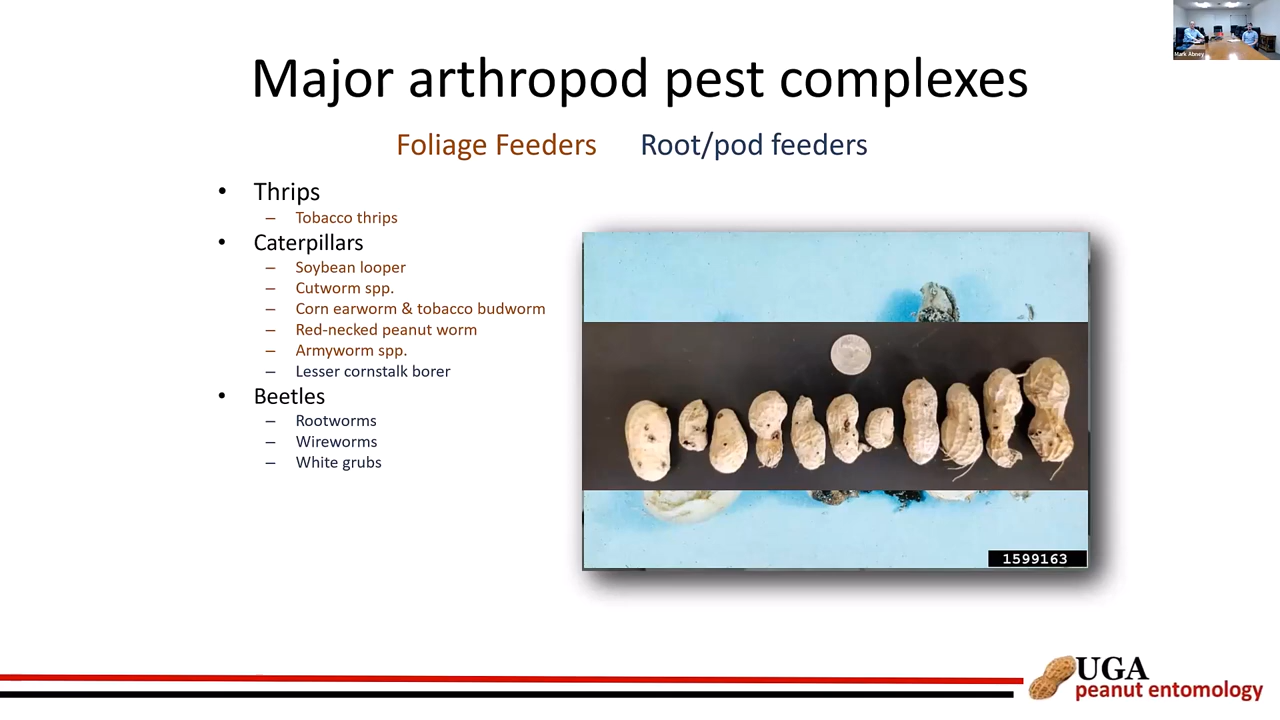 Mark Abney
Major arthropod pest complexes
Foliage Feeders Root/pod feeders
• Thrips
– Tobacco thrips
• Caterpillars
– Soybean looper
– Cutworm spp.
– Corn earworm & tobacco budworm
– Red-necked peanut worm
– Armyworm spp.
– Lesser cornstalk borer
• Beetles
– Rootworms
– Wireworms
– White grubs
1599163
UGA
peanut entomology